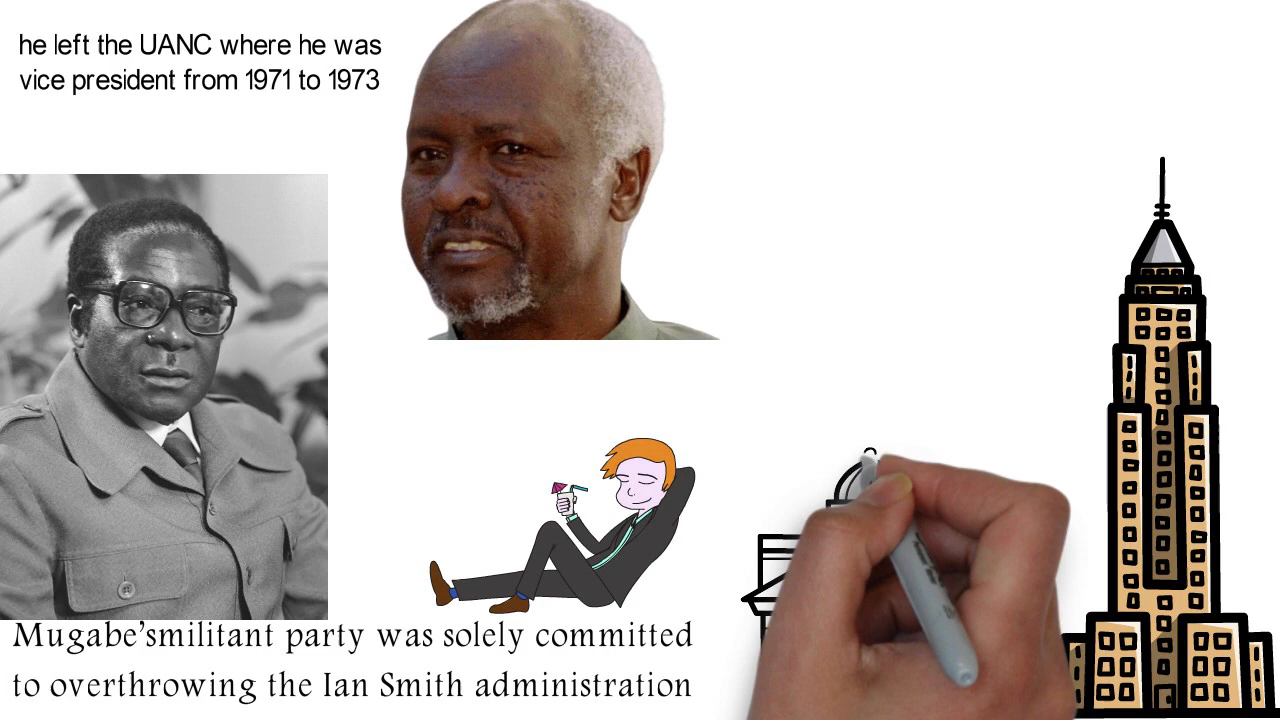 he left the UANC where he was
vice president from 1971 to 1973
Mugabe'smilitant party was solely committed
to overthrowing the Ian Smith administration